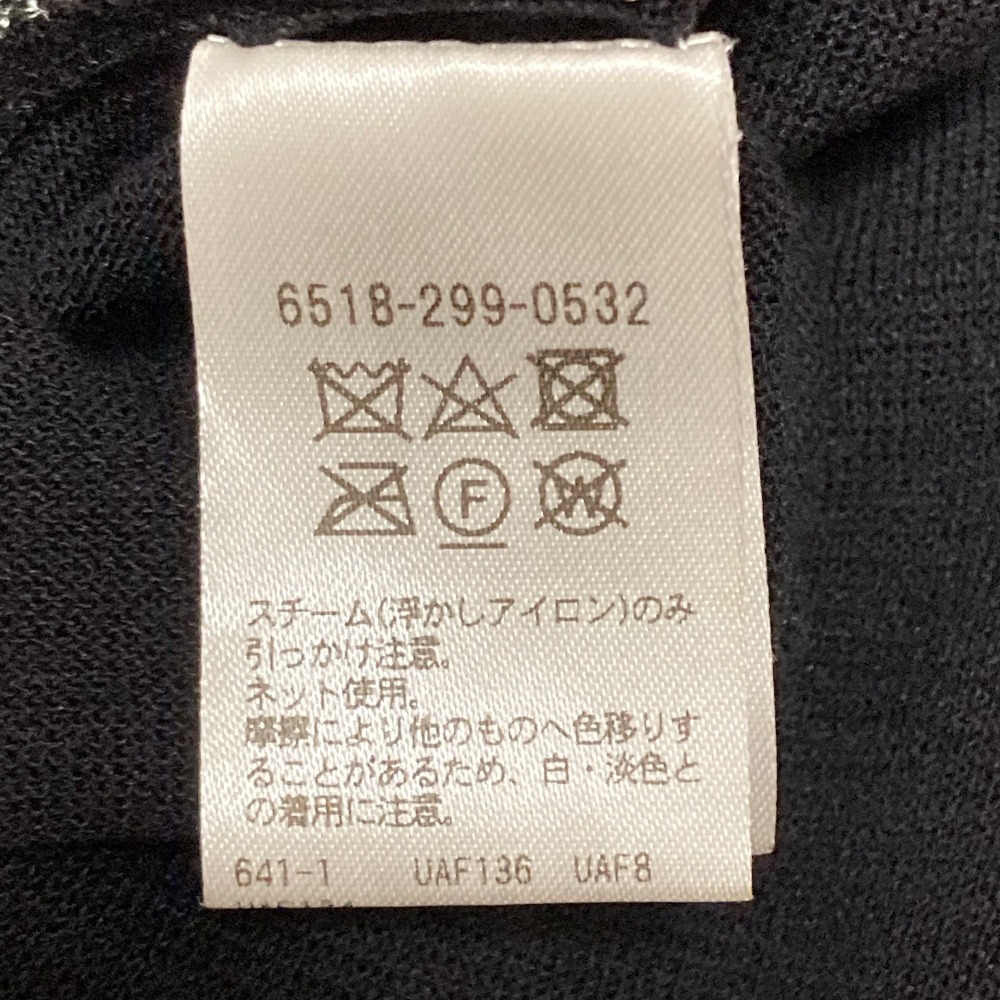 6518-299-0532
F
W
スチーム(浮かしアイロン)のみ
引っかけ注意。
ネット使用。
摩擦により他のものへ色移りす
ることがあるため、白・淡色と
の着用に注意。
641-1 UAF136 UAF8